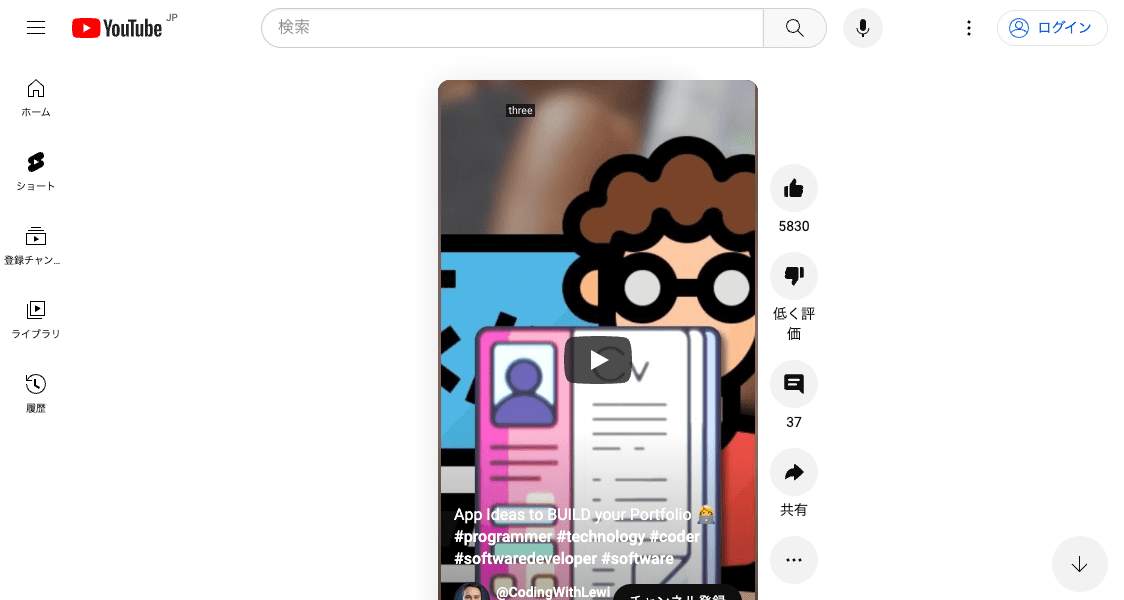 YouTube JP
検索
ログイン
ホーム
ショート
登録チャン...
ライブラリ
履歴
three
CV
App Ideas to BUILD your Portfolio 👨‍💻
#programmer #technology #coder
#softwaredeveloper #software
@CodingWithLewi
チャンネル登録
5830
低く評
価
37
共有